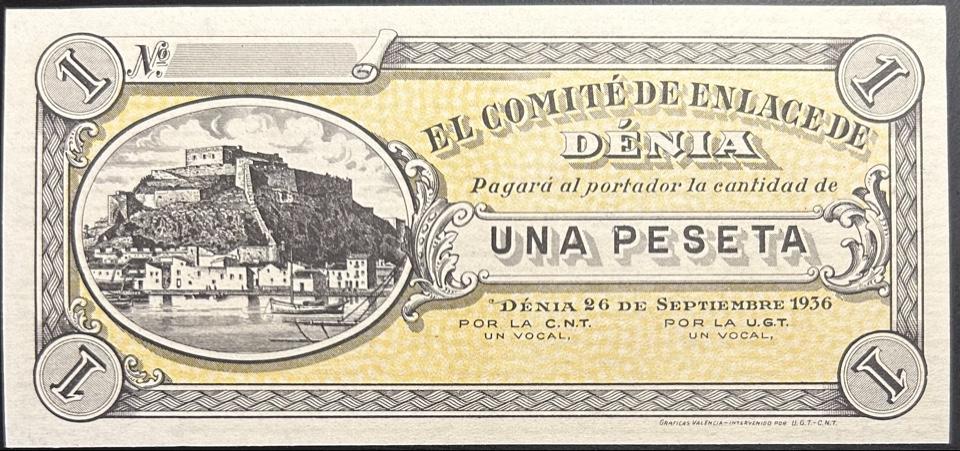 1
Nº
1
EL COMITÉ DE ENLACE DE
DÉNIA
Pagará al portador la cantidad de
UNA PESETA
DÉNIA 26 DE SEPTIEMBRE 1936
POR LA C.N.T. POR LA U.G.T.
UN VOCAL, UN VOCAL,
1
1
GRAFICAS VALENCIA-INTERVENIDO POR U.G.T.-C.N.T.